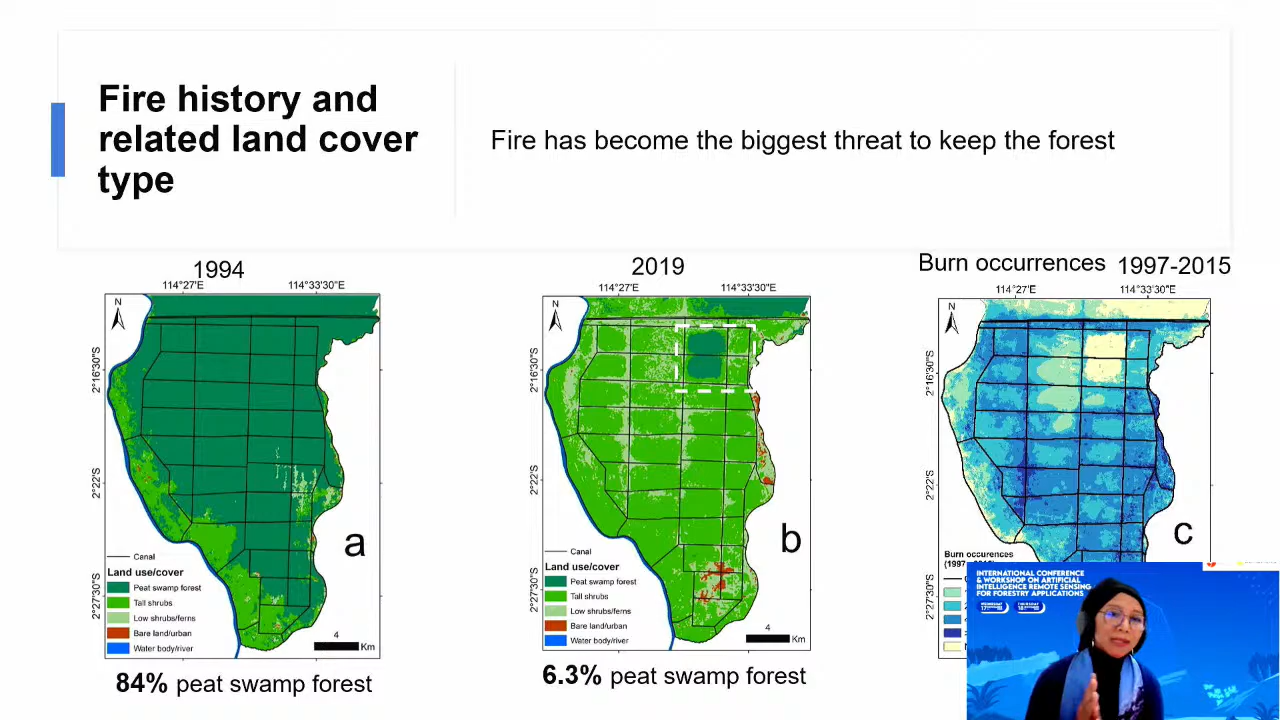 Fire history and
related land cover
type
Fire has become the biggest threat to keep the forest
1994
114°27'E
114°33'30"E
N
2°16'30"S
2°22'S
2°27'30"S
a
Canal
Land use/cover
Peat swamp forest
Tall shrubs
Low shrubs/ferns
Bare land/urban
Water body/river
4
Km
84% peat swamp forest
2019
114°27'E
114°33'30"E
N
2°16'30"S
2°22'S
2°27'30"S
b
Canal
Land use/cover
Peat swamp forest
Tall shrubs
Low shrubs/ferns
Bare land/urban
Water body/river
4
Km
6.3% peat swamp forest
Burn occurrences 1997-2015
114°27'E
114°33'30"E
N
2°16'30"S
2°22'S
2°27'30"S
c
Burn occurences
INTERNATIONAL CONFERENCE
& WORKSHOP ON ARTIFICIAL
INTELLIGENCE REMOTE SENSING
FOR FORESTRY APPLICATIONS